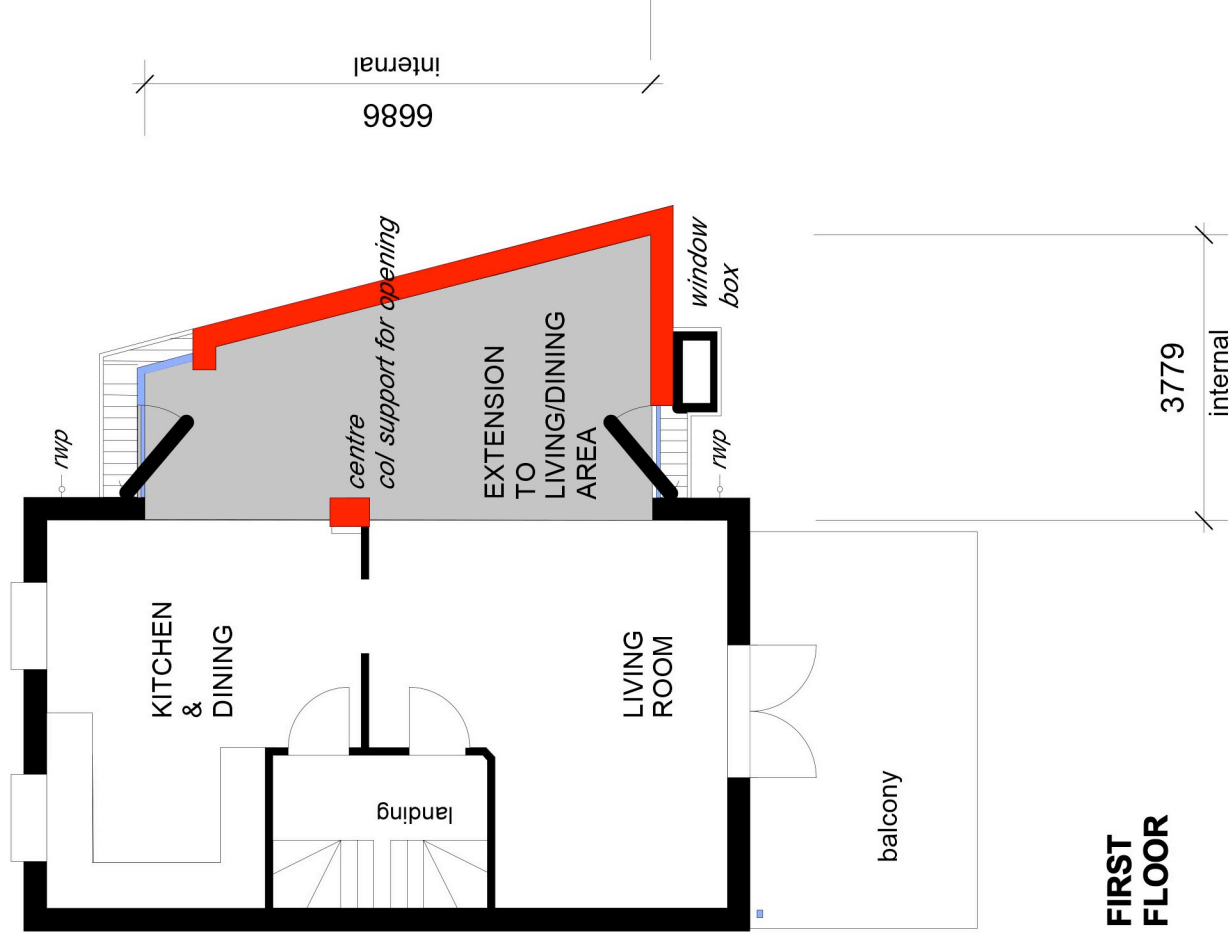 internal
6686
rwp
centre
col support for opening
window
box
EXTENSION
TO
LIVING/DINING
AREA
rwp
KITCHEN
&
DINING
LIVING
ROOM
landing
balcony
3779
internal
FIRST
FLOOR